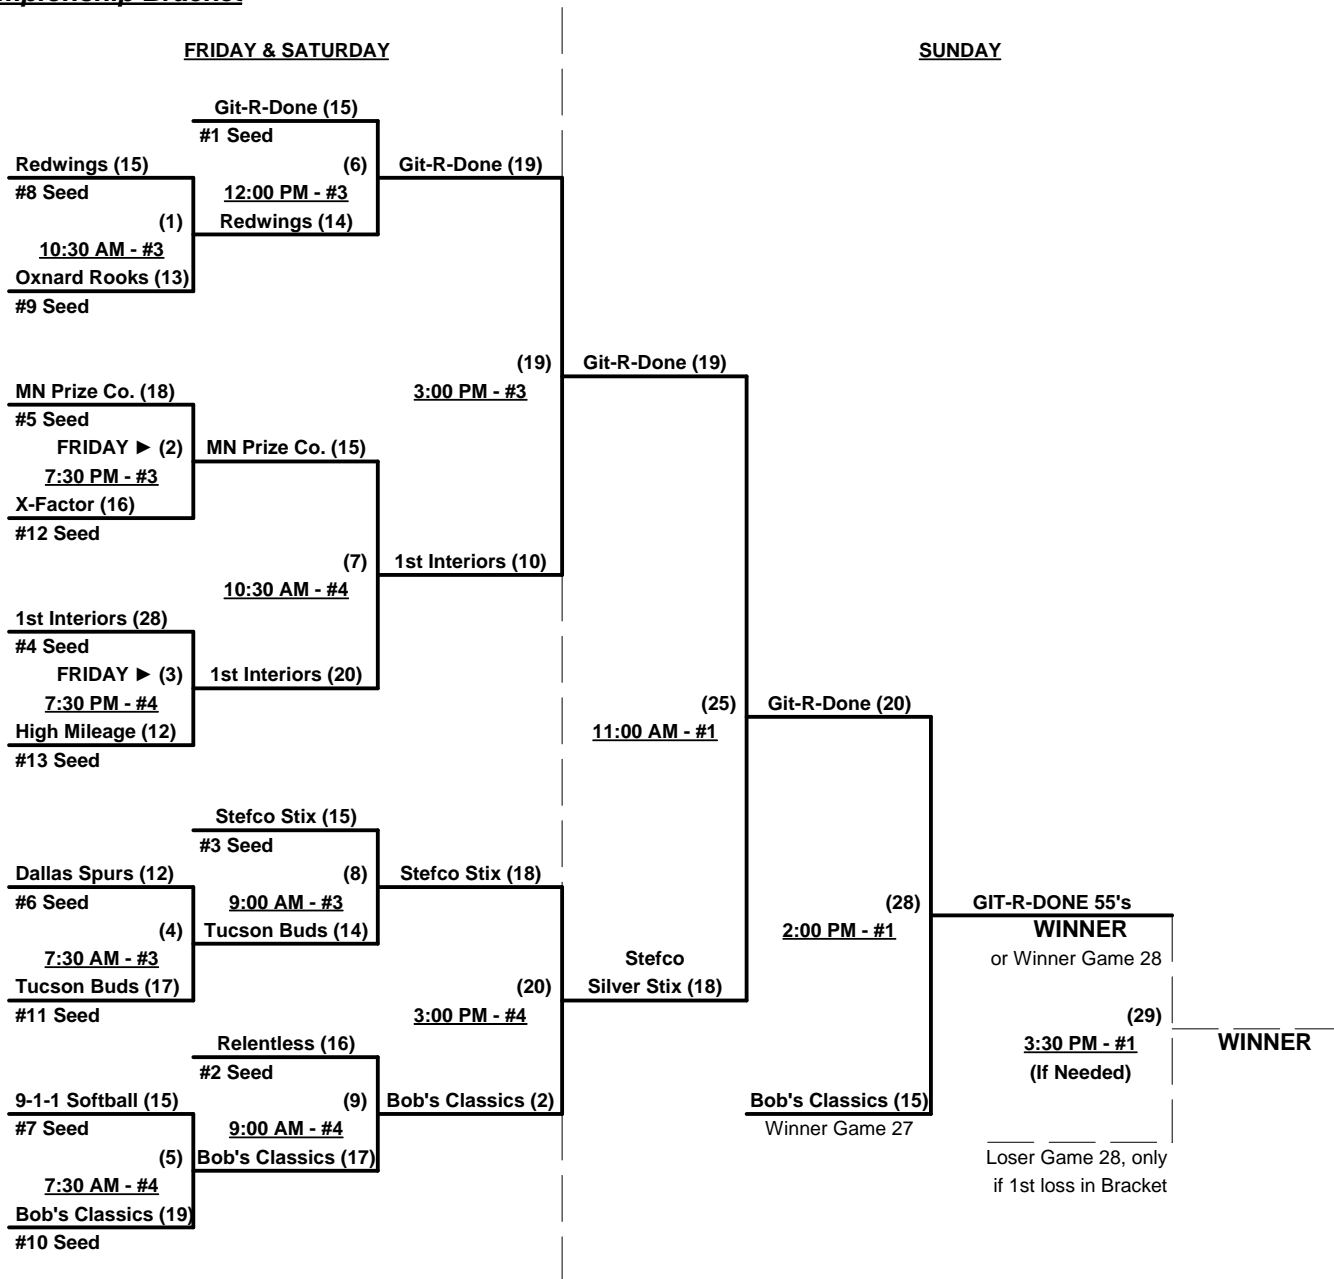 FRIDAY & SATURDAY
SUNDAY
Git-R-Done (15)
#1 Seed
Redwings (15)
(6)
Git-R-Done (19)
#8 Seed
12:00 PM - #3
(1)
Redwings (14)
10:30 AM - #3
Oxnard Rooks (13)
#9 Seed
(19)
Git-R-Done (19)
MN Prize Co. (18)
3:00 PM - #3
#5 Seed
FRIDAY ► (2)
MN Prize Co. (15)
7:30 PM - #3
X-Factor (16)
#12 Seed
(7)
1st Interiors (10)
10:30 AM - #4
1st Interiors (28)
#4 Seed
FRIDAY ► (3)
1st Interiors (20)
7:30 PM - #4
(25)
Git-R-Done (20)
High Mileage (12)
11:00 AM - #1
#13 Seed
Stefco Stix (15)
#3 Seed
Dallas Spurs (12)
(8)
Stefco Stix (18)
#6 Seed
9:00 AM - #3
(28)
GIT-R-DONE 55's
(4)
Tucson Buds (14)
2:00 PM - #1
WINNER
7:30 AM - #3
Stefco
or Winner Game 28
Tucson Buds (17)
(20)
Silver Stix (18)
#11 Seed
3:00 PM - #4
(29)
Relentless (16)
3:30 PM - #1
WINNER
#2 Seed
(If Needed)
9-1-1 Softball (15)
(9)
Bob's Classics (2)
Bob's Classics (15)
#7 Seed
9:00 AM - #4
Winner Game 27
(5)
Bob's Classics (17)
Loser Game 28, only
7:30 AM - #4
if 1st loss in Bracket
Bob's Classics (19)
#10 Seed